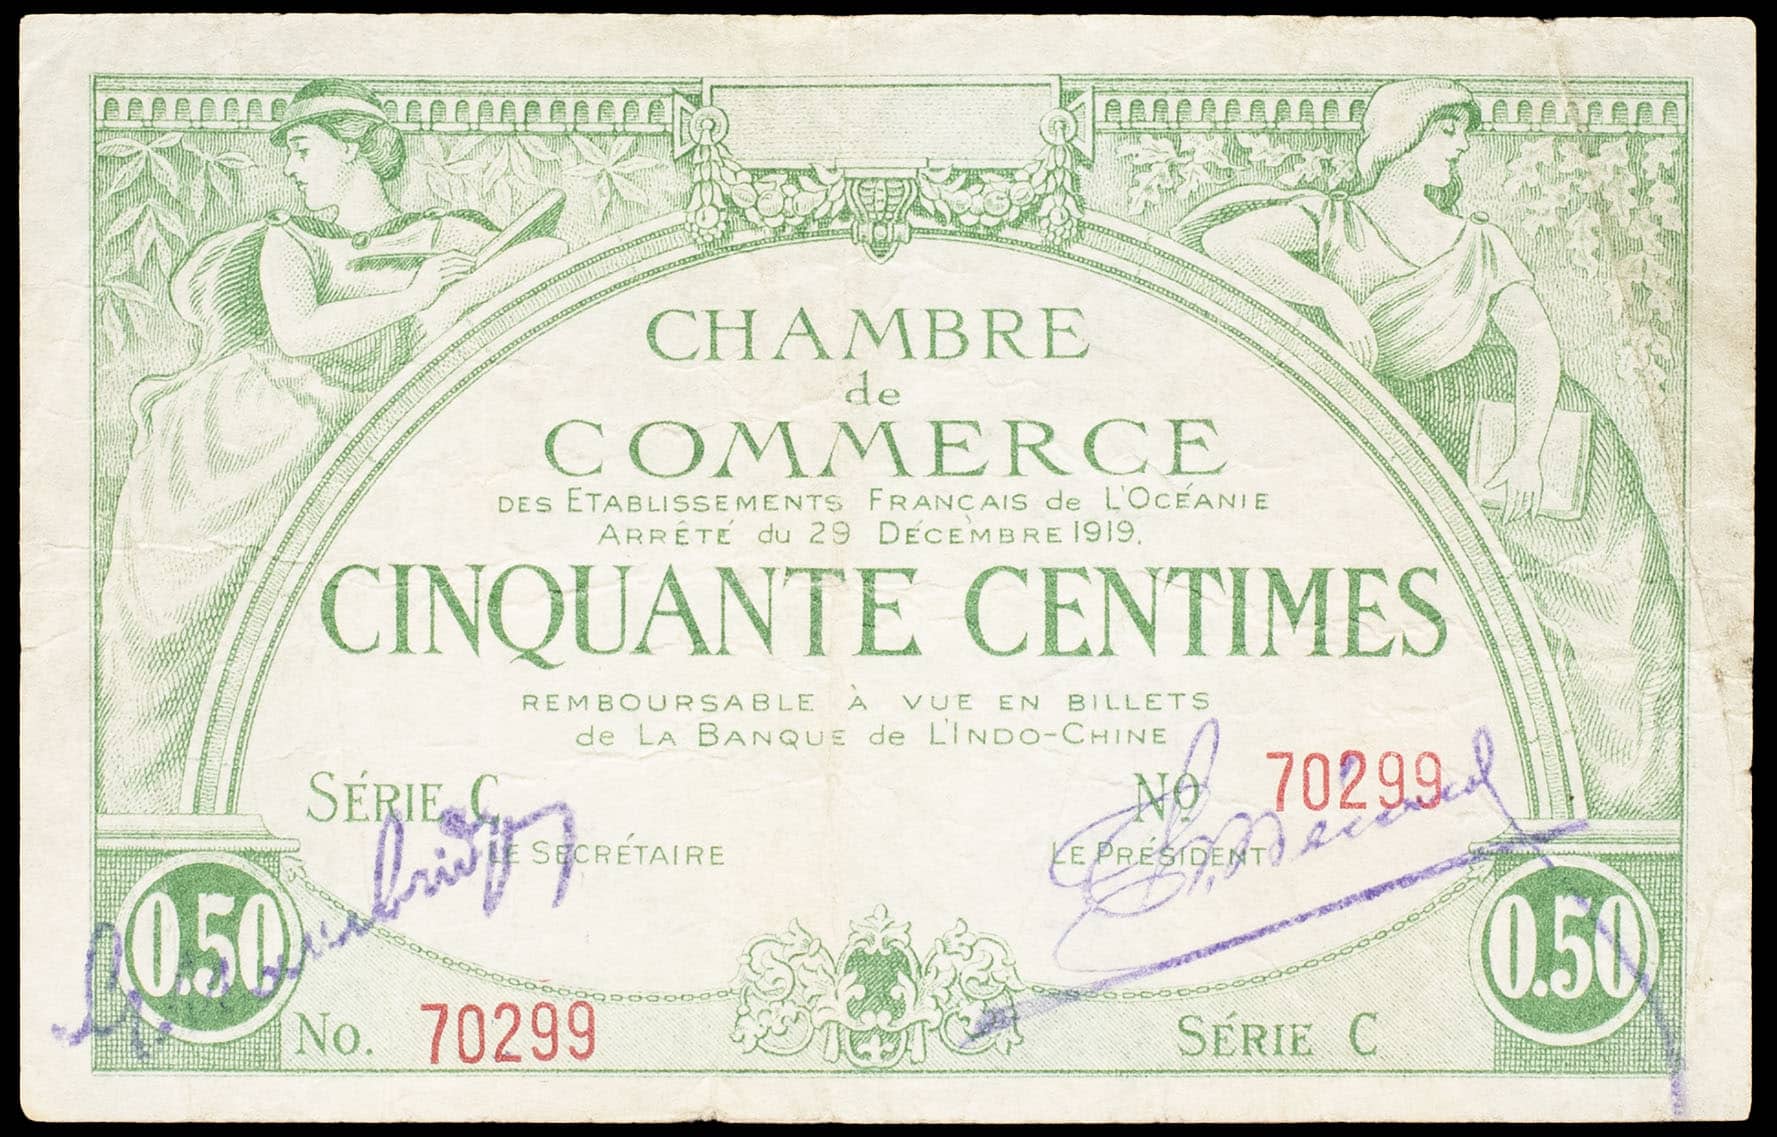 CHAMBRE
de
COMMERCE
DES ETABLISSEMENTS FRANÇAIS de L'OCÉANIE
ARRÊTÉ du 29 DÉCEMBRE 1919.
CINQUANTE CENTIMES
REMBOURSABLE À VUE EN BILLETS
de LA BANQUE de L'INDO-CHINE
SÉRIE C No 70299
LE SECRÉTAIRE LE PRÉSIDENT
0.50 0.50
No. 70299 SÉRIE C